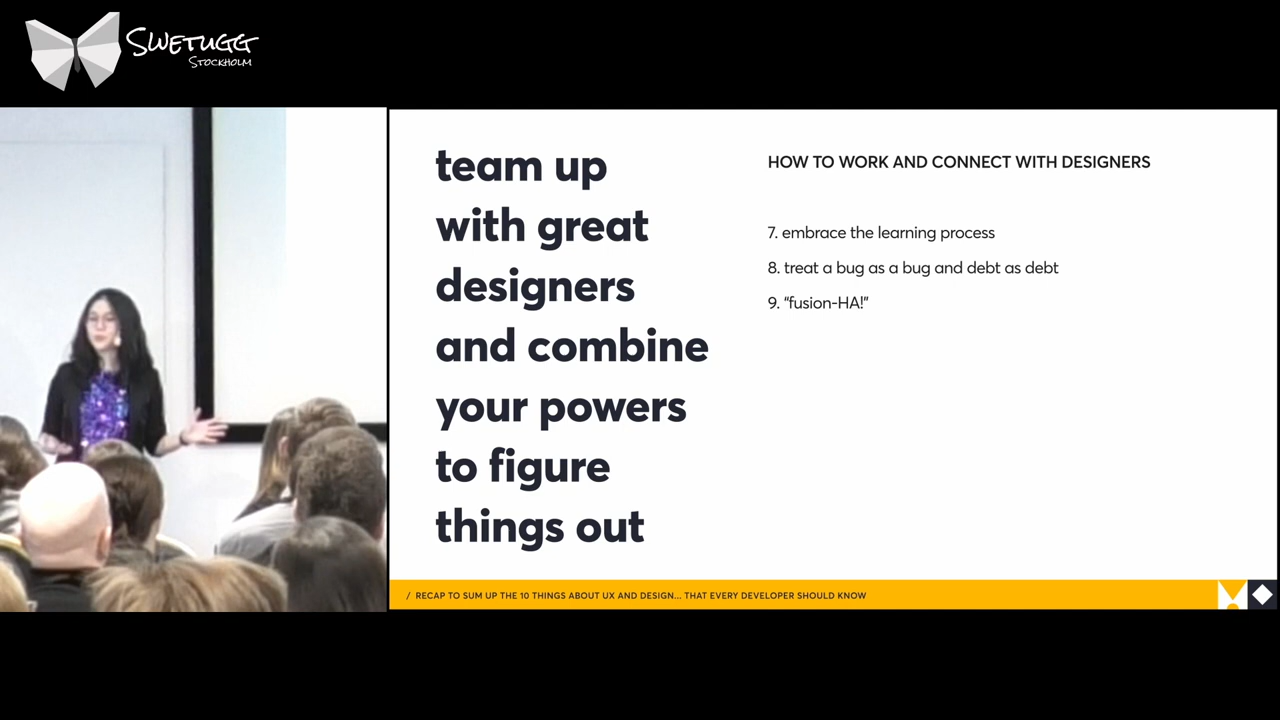 SWETUGG
STOCKHOLM
team up
with great
designers
and combine
your powers
to figure
things out
HOW TO WORK AND CONNECT WITH DESIGNERS
7. embrace the learning process
8. treat a bug as a bug and debt as debt
9. “fusion-HA!”
/ RECAP TO SUM UP THE 10 THINGS ABOUT UX AND DESIGN... THAT EVERY DEVELOPER SHOULD KNOW